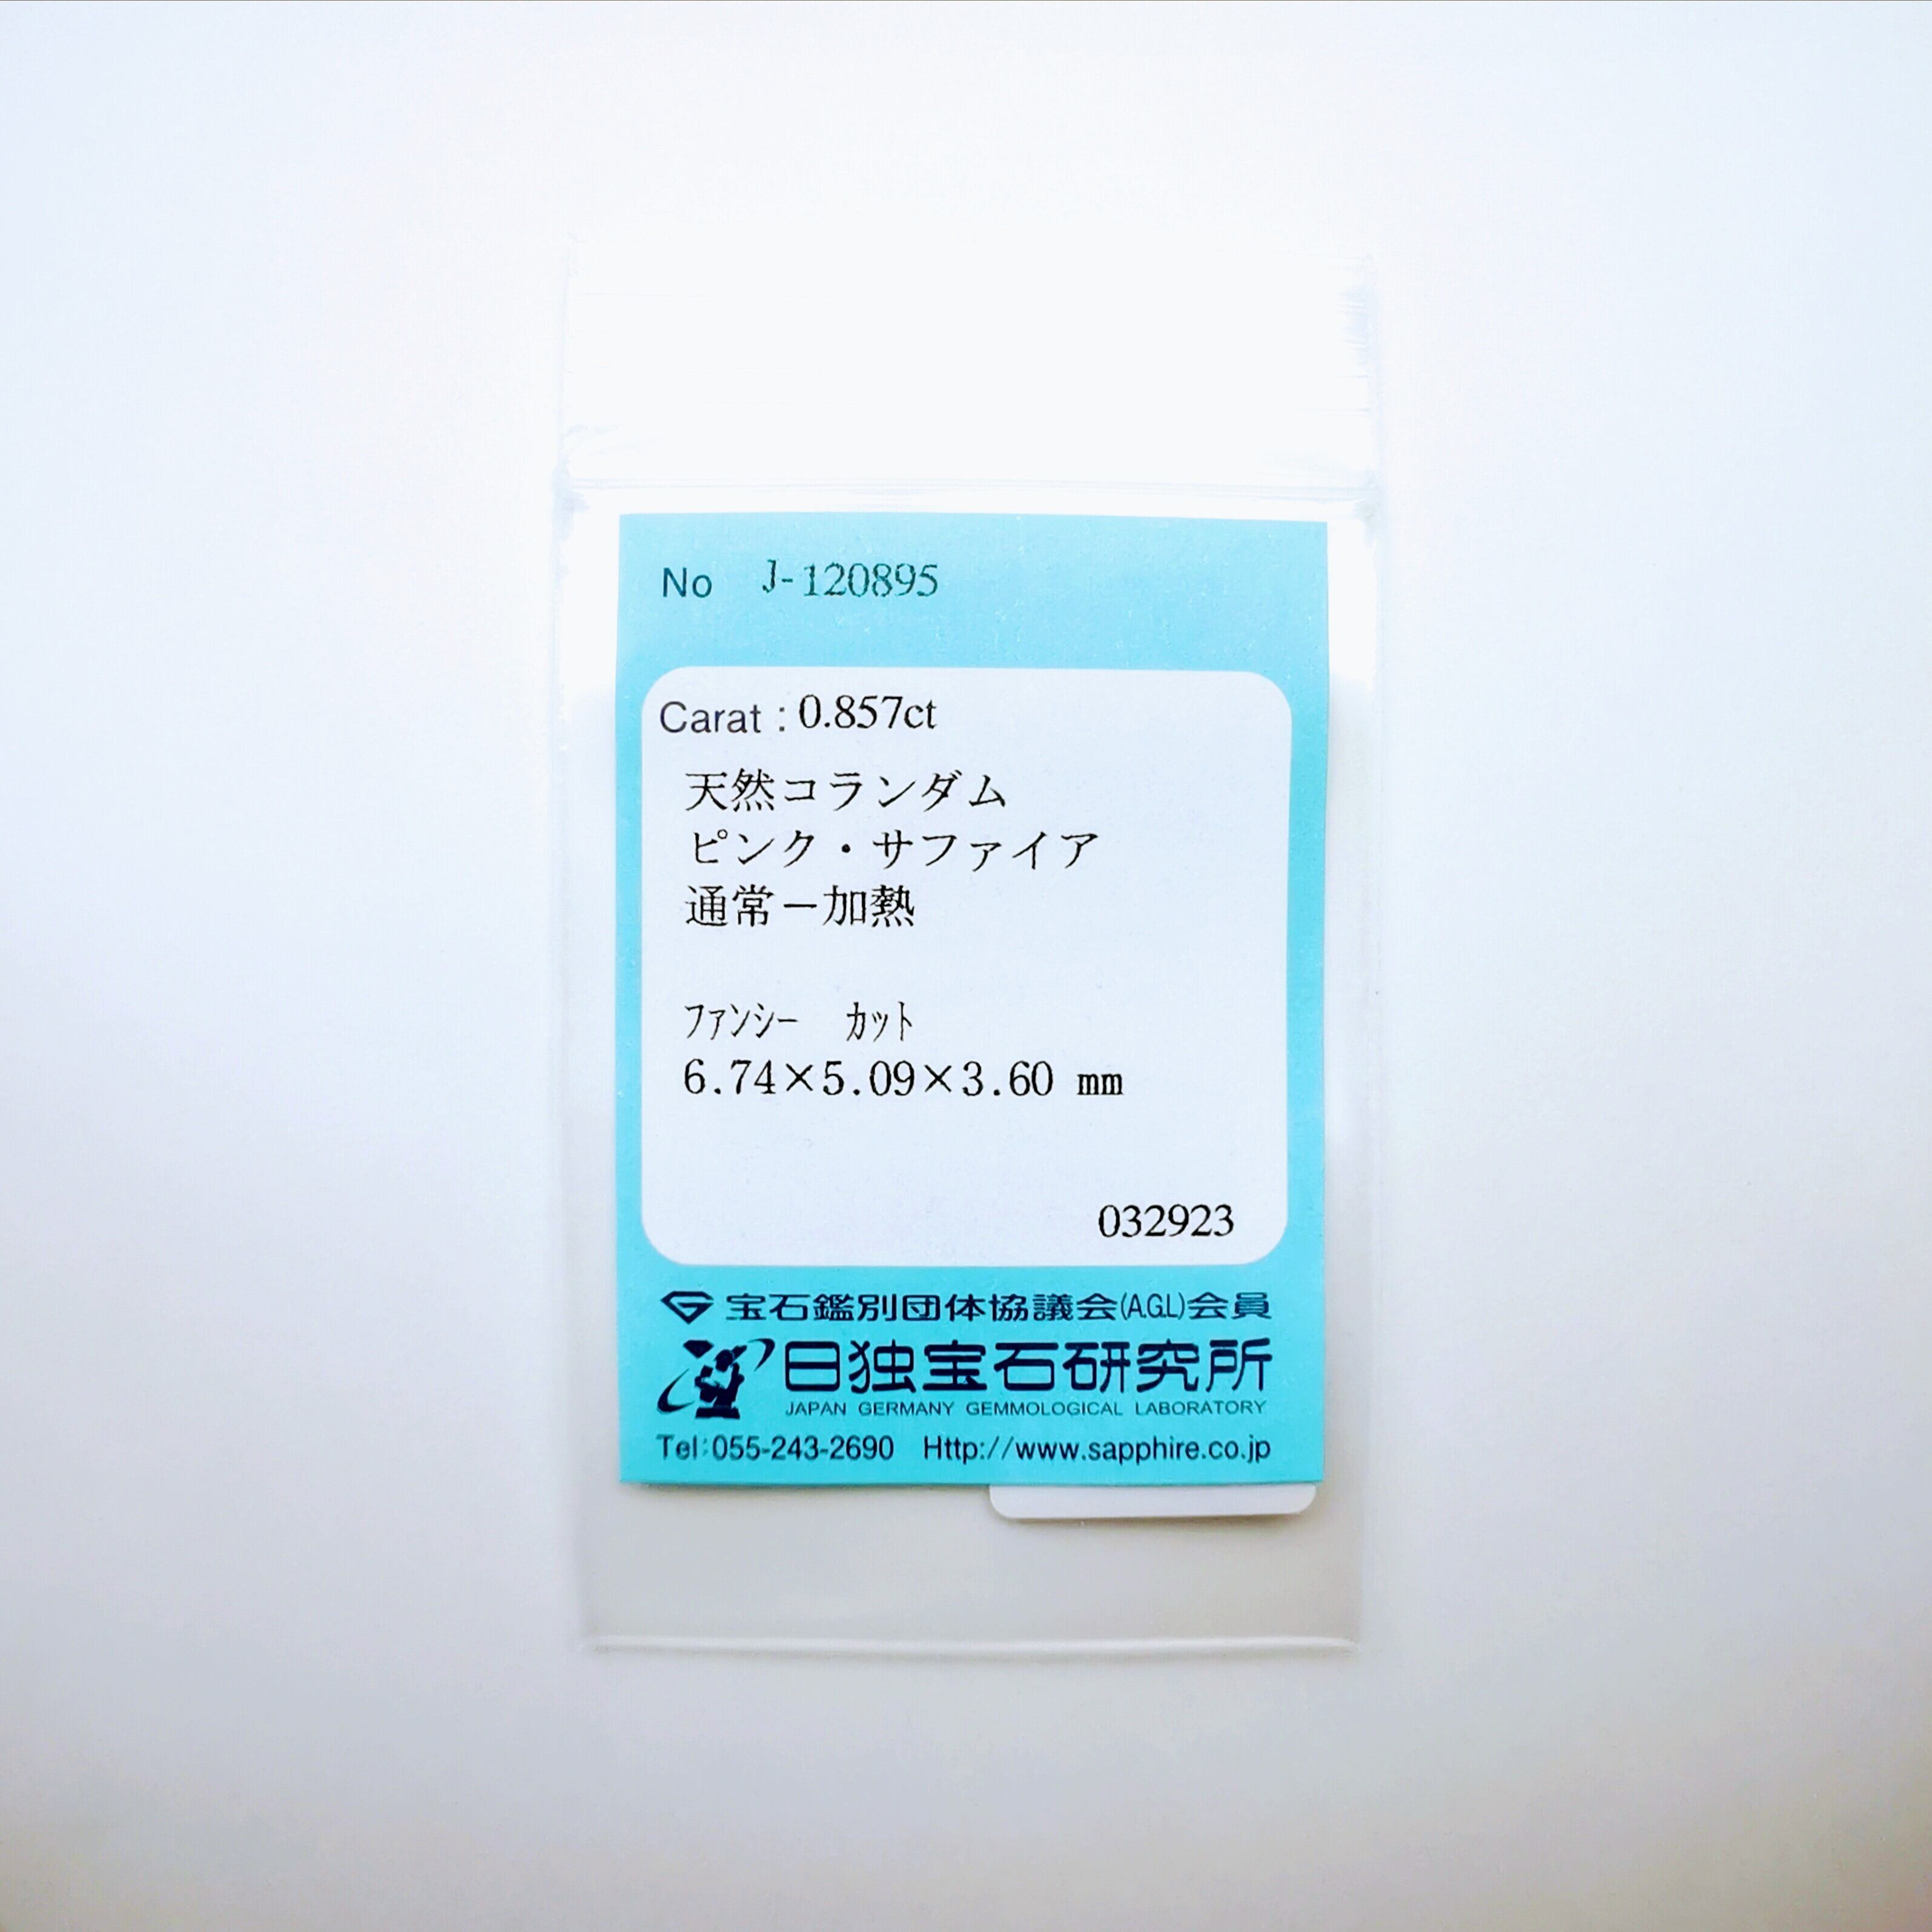 No J-120895
Carat : 0.857ct
天然コランダム
ピンク・サファイア
通常－加熱
ﾌｧﾝｼｰ ｶｯﾄ
6.74×5.09×3.60 mm
032923
宝石鑑別団体協議会(A.G.L)会員
日独宝石研究所
JAPAN GERMANY GEMMOLOGICAL LABORATORY
Tel:055-243-2690 Http://www.sapphire.co.jp